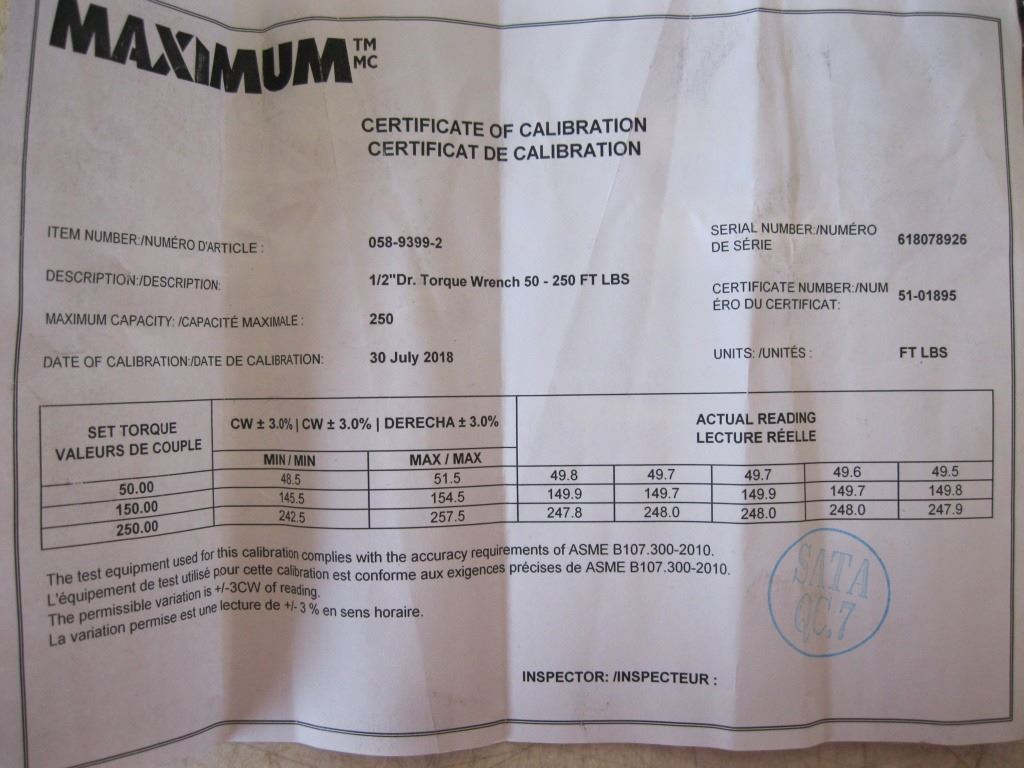 MAXIMUM TM MC
CERTIFICATE OF CALIBRATION
CERTIFICAT DE CALIBRATION
ITEM NUMBER:/NUMÉRO D'ARTICLE : 058-9399-2
SERIAL NUMBER:/NUMÉRO DE SÉRIE 618078926
DESCRIPTION:/DESCRIPTION: 1/2"Dr. Torque Wrench 50 - 250 FT LBS
CERTIFICATE NUMBER:/NUM ÉRO DU CERTIFICAT: 51-01895
MAXIMUM CAPACITY: /CAPACITÉ MAXIMALE : 250
DATE OF CALIBRATION:/DATE DE CALIBRATION: 30 July 2018
UNITS: /UNITÉS : FT LBS
SET TORQUE
VALEURS DE COUPLE
CW ± 3.0% | CW ± 3.0% | DERECHA ± 3.0%
ACTUAL READING
LECTURE RÉELLE
MIN / MIN MAX / MAX
50.00 48.5 51.5 49.8 49.7 49.7 49.6 49.5
150.00 145.5 154.5 149.9 149.7 149.9 149.7 149.8
250.00 242.5 257.5 247.8 248.0 248.0 248.0 247.9
The test equipment used for this calibration complies with the accuracy requirements of ASME B107.300-2010.
L'équipement de test utilisé pour cette calibration est conforme aux exigences précises de ASME B107.300-2010.
The permissible variation is +/-3CW of reading.
La variation permise est une lecture de +/- 3 % en sens horaire.
SATA
QC.7
INSPECTOR: /INSPECTEUR :